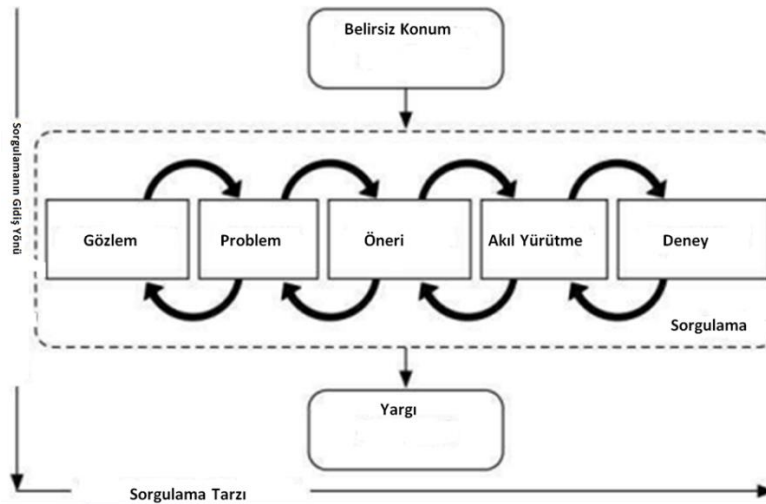 Belirsiz Konum
Sorgulamanın Gidiş Yönü
Gözlem
Problem
Öneri
Akıl Yürütme
Deney
Sorgulama
Yargı
Sorgulama Tarzı